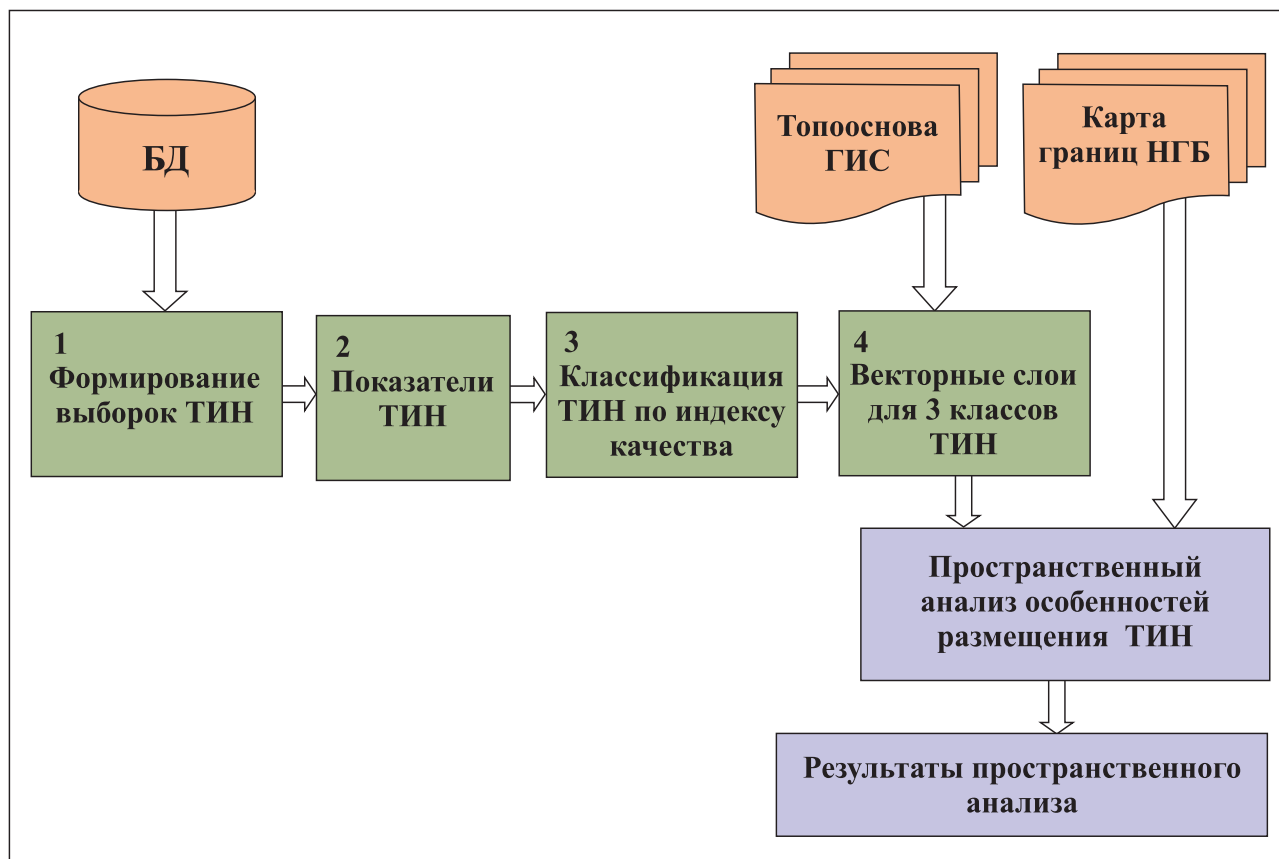 БД
Топооснова
ГИС
Карта
границ НГБ
1
Формирование
выборок ТИН
2
Показатели
ТИН
3
Классификация
ТИН по индексу
качества
4
Векторные слои
для 3 классов
ТИН
Пространственный
анализ особенностей
размещения ТИН
Результаты пространственного
анализа